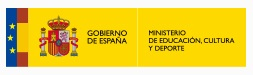 GOBIERNO
DE ESPAÑA
MINISTERIO
DE EDUCACIÓN, CULTURA
Y DEPORTE